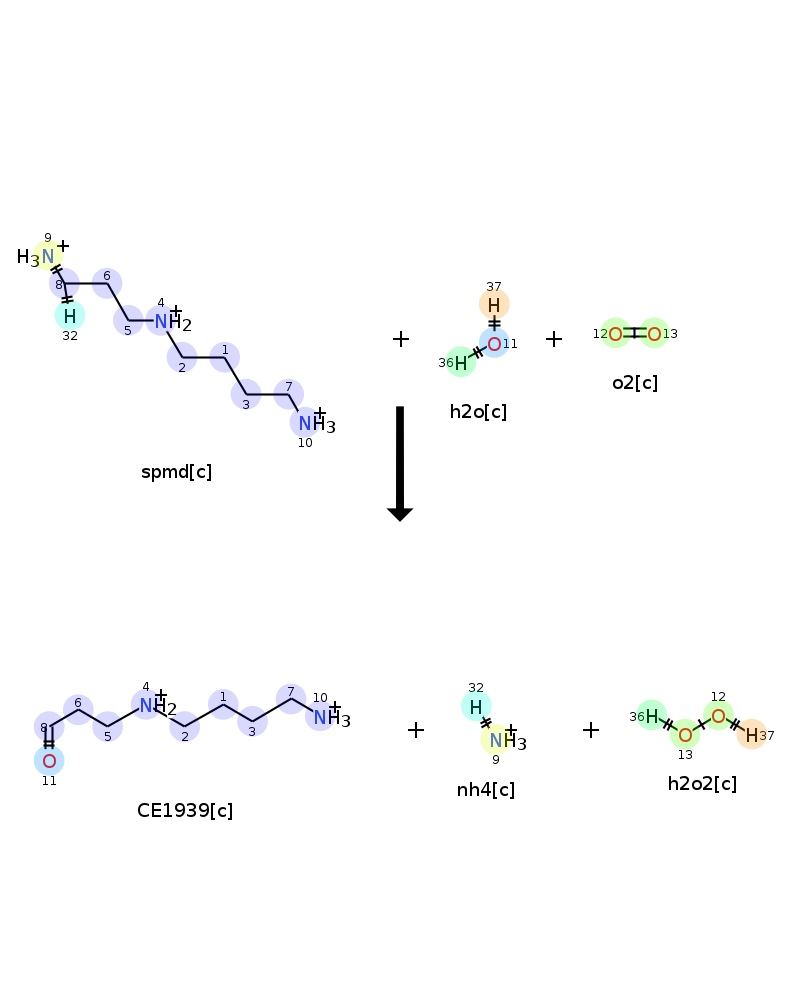 9
H3N+
8
6
32
H
5
4
NH2+
2
1
3
7
NH3+
10
spmd[c]
+
37
H
36H
O11
h2o[c]
+
12O O13
o2[c]
8
6
5
4
NH2+
2
1
3
7
10
NH3+
O
11
CE1939[c]
+
32
H
NH3+
9
nh4[c]
+
36H
O
13
12
O
H37
h2o2[c]